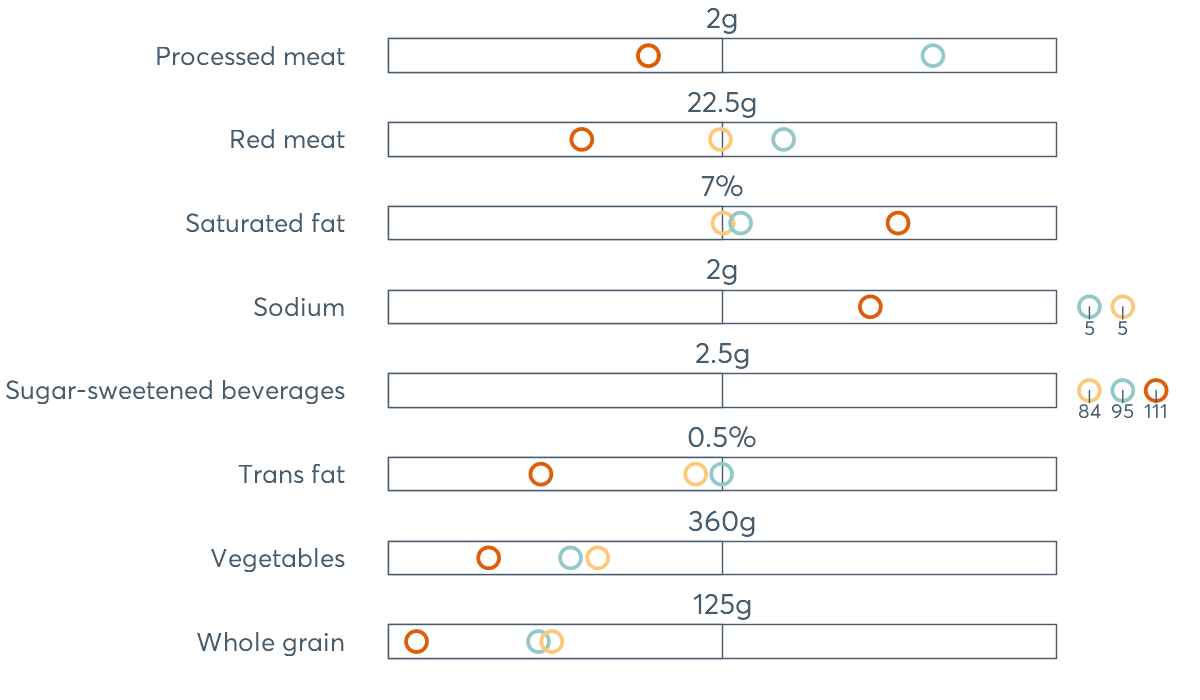 2g
Processed meat
22.5g
Red meat
7%
Saturated fat
2g
Sodium
5 5
2.5g
Sugar-sweetened beverages
84 95 111
0.5%
Trans fat
360g
Vegetables
125g
Whole grain